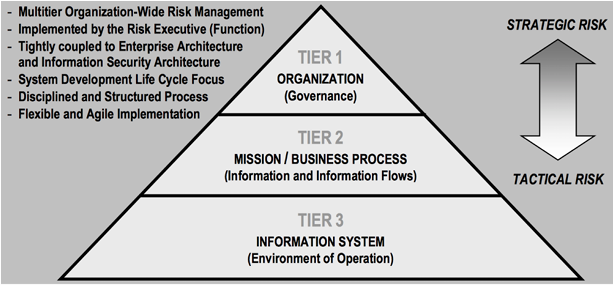 - Multitier Organization-Wide Risk Management
- Implemented by the Risk Executive (Function)
- Tightly coupled to Enterprise Architecture
and Information Security Architecture
- System Development Life Cycle Focus
- Disciplined and Structured Process
- Flexible and Agile Implementation
STRATEGIC RISK
TIER 1
ORGANIZATION
(Governance)
TIER 2
MISSION / BUSINESS PROCESS
(Information and Information Flows)
TACTICAL RISK
TIER 3
INFORMATION SYSTEM
(Environment of Operation)